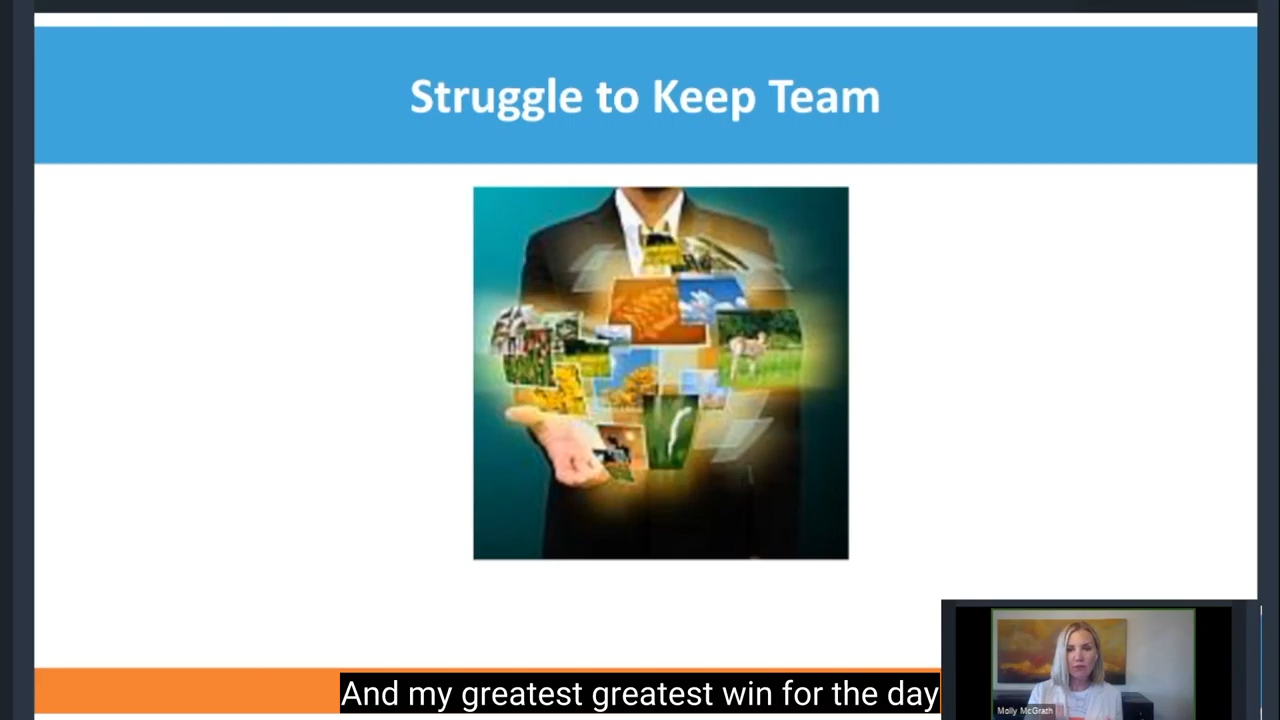 Struggle to Keep Team
And my greatest greatest win for the day
Molly McGrath